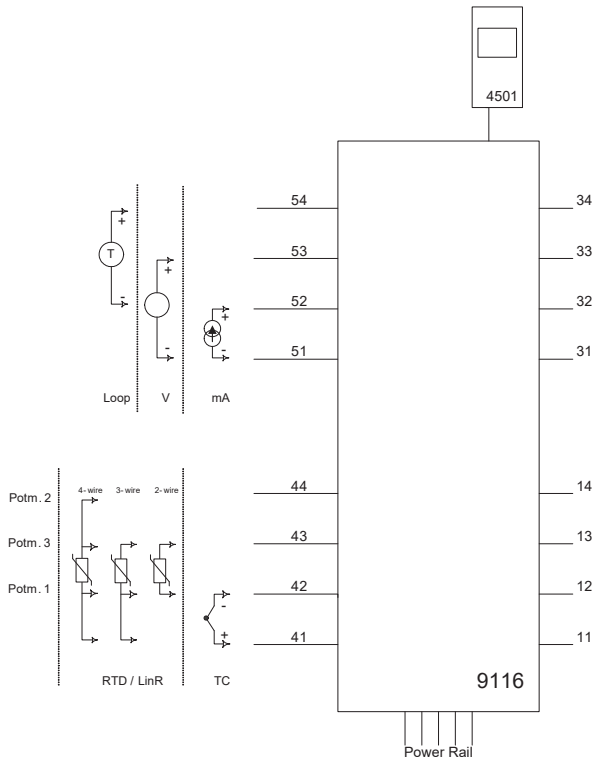 4501
54
34
+
T
53
33
+
-
52
32
+
51
31
-
-
Loop
V
mA
4-wire
3-wire
2-wire
44
14
Potm. 2
Potm. 3
43
13
Potm. 1
42
12
-
+
41
11
RTD / LinR
TC
9116
Power Rail